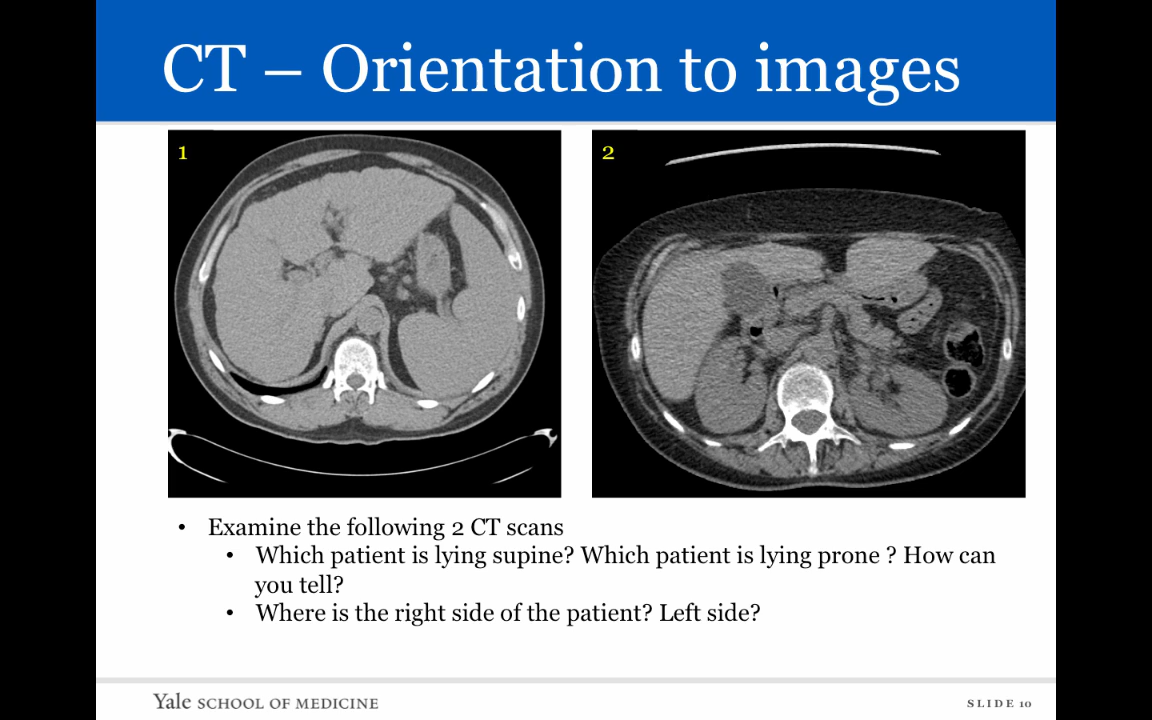 CT – Orientation to images
1
2
• Examine the following 2 CT scans
• Which patient is lying supine? Which patient is lying prone ? How can
you tell?
• Where is the right side of the patient? Left side?
Yale SCHOOL OF MEDICINE
SLIDE 10